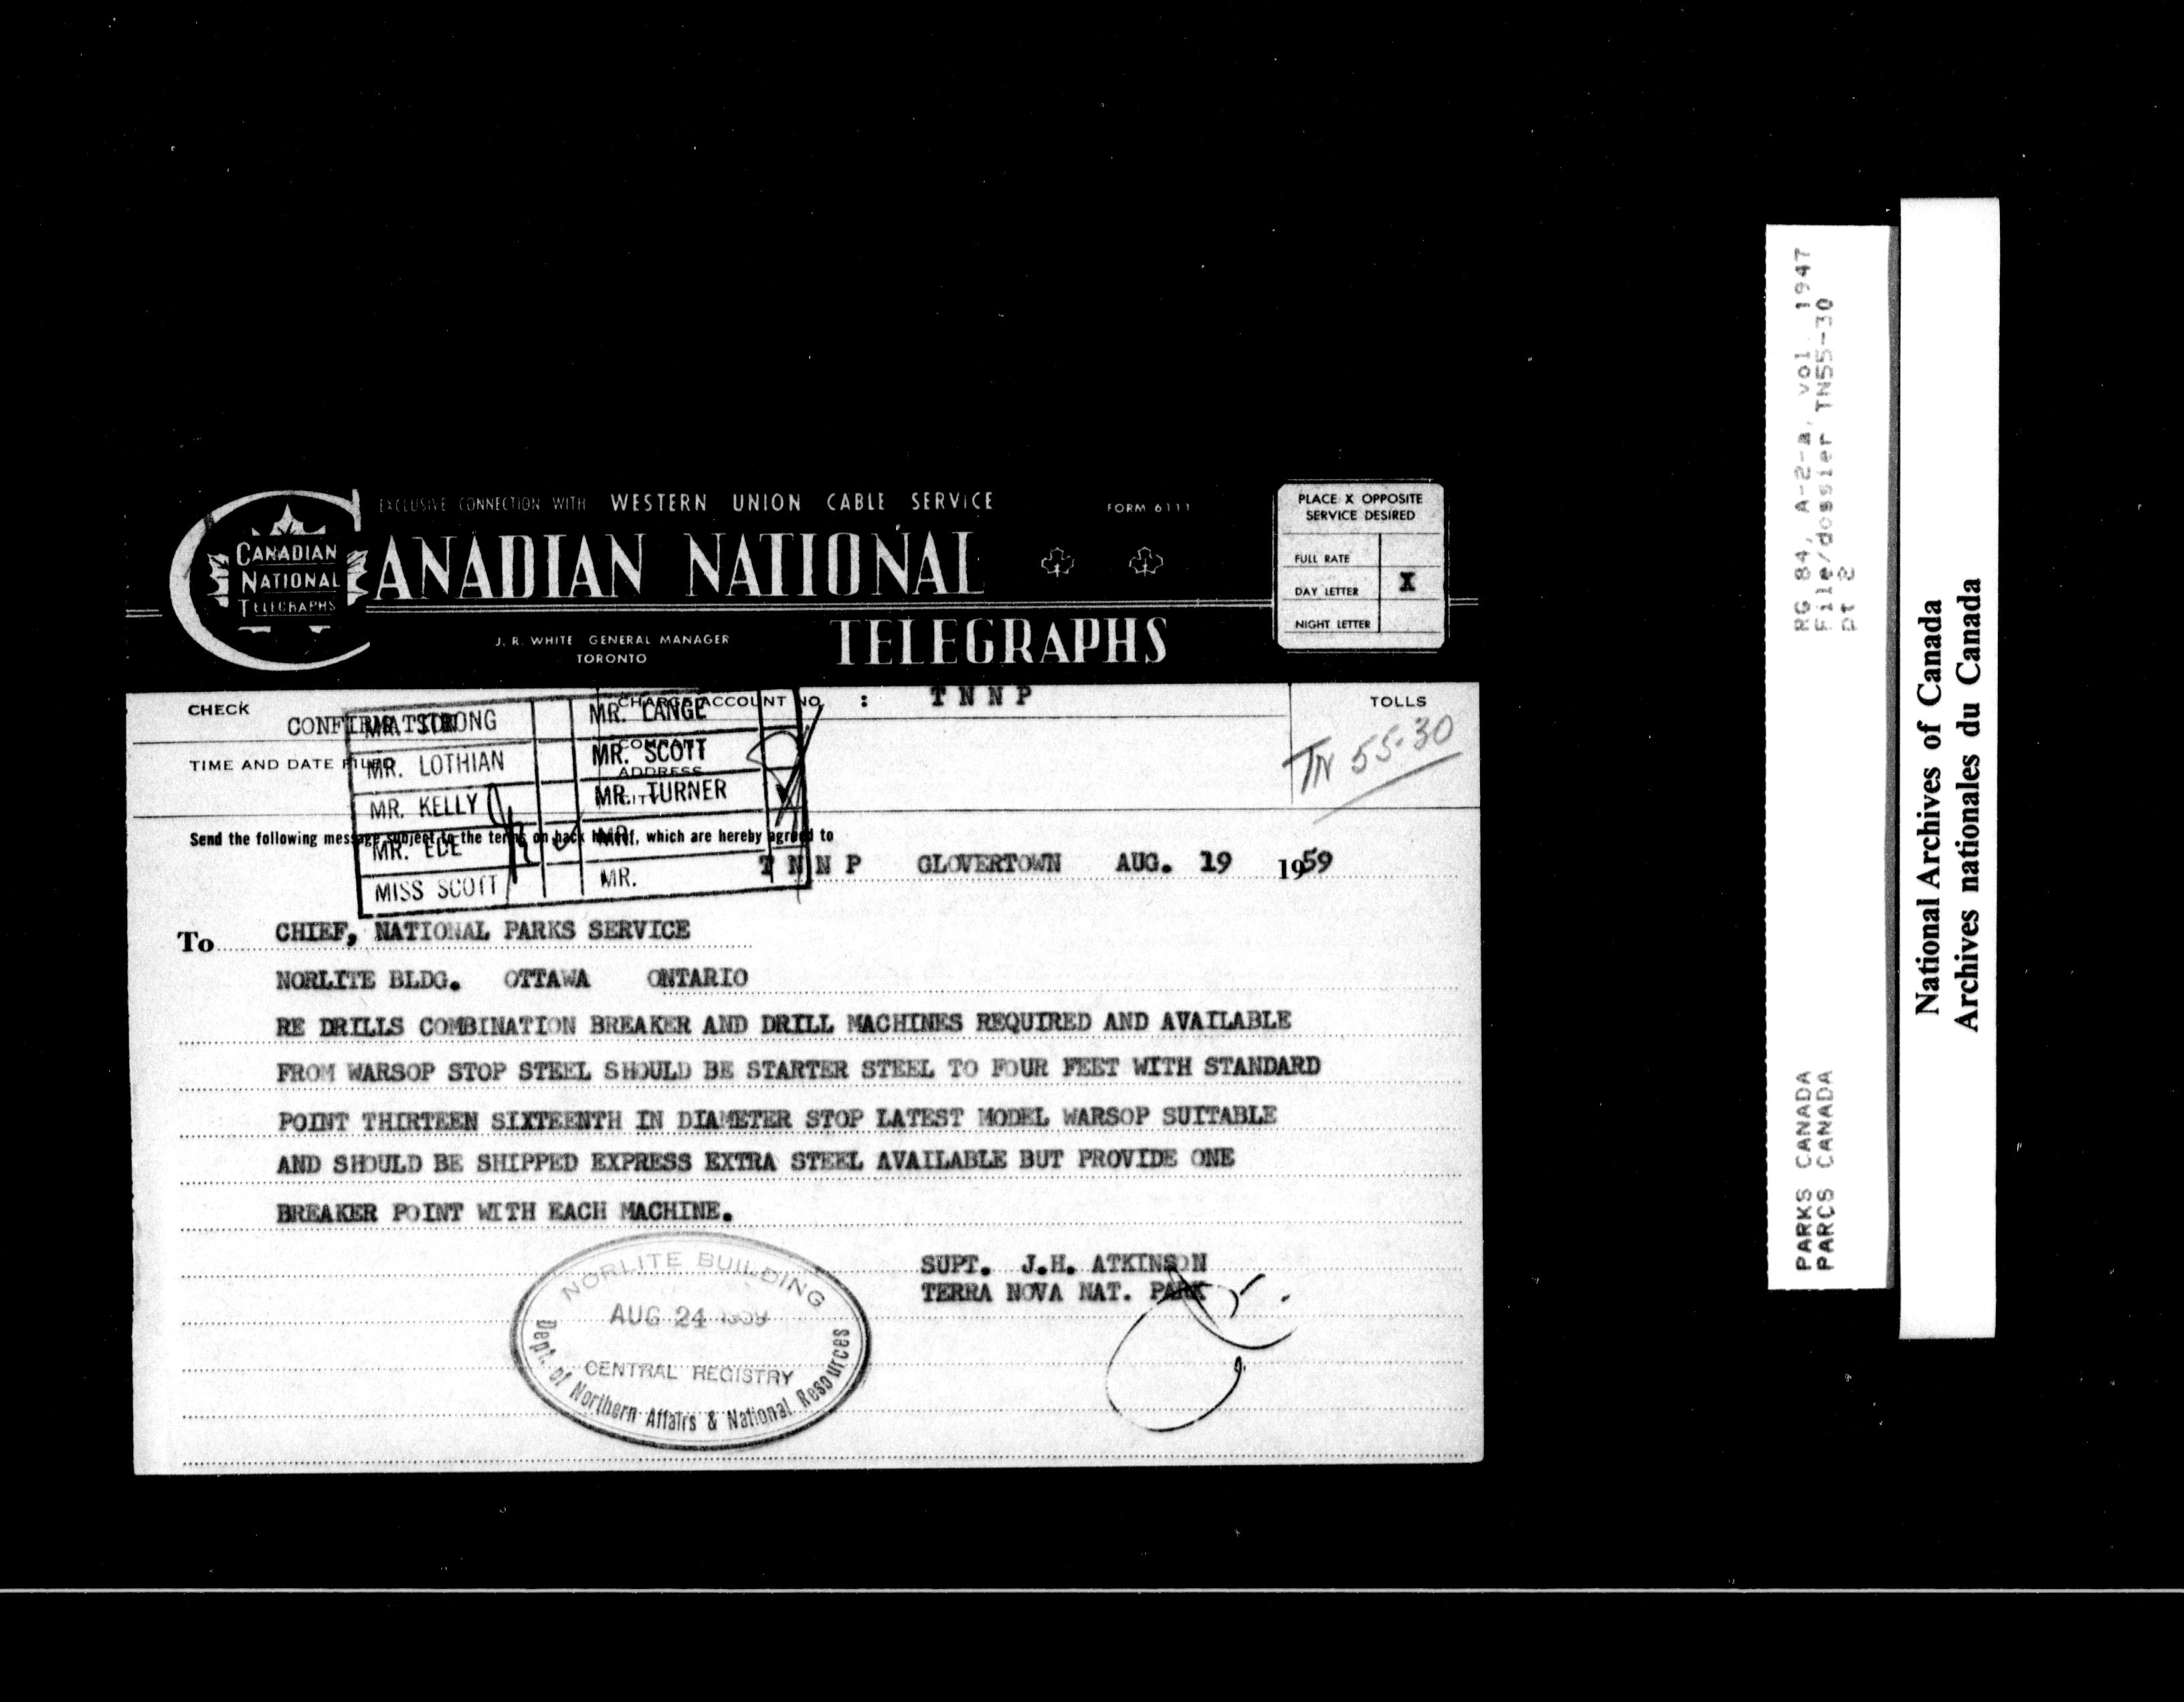 EXCLUSIVE CONNECTION WITH WESTERN UNION CABLE SERVICE
FORM 6111
CANADIAN NATIONAL
TELEGRAPHS
CANADIAN
NATIONAL
TELEGRAPHS
J. R. WHITE GENERAL MANAGER
TORONTO
PLACE X OPPOSITE
SERVICE DESIRED
FULL RATE
DAY LETTER X
NIGHT LETTER
CHECK
CONFIRMATION
CHARGE ACCOUNT NO. : T N N P
TOLLS
TN 55-30
TIME AND DATE FILED
ADDRESS
MR. STRONG
MR. LANGE
MR. LOTHIAN
MR. SCOTT
MR. KELLY
MR. TURNER
MR. EDE
MR.
MISS SCOTT
MR.
Send the following message subject to the terms on back hereof, which are hereby agreed to
T N N P GLOVERTOWN AUG. 19 1959
To CHIEF, NATIONAL PARKS SERVICE
NORLITE BLDG. OTTAWA ONTARIO
RE DRILLS COMBINATION BREAKER AND DRILL MACHINES REQUIRED AND AVAILABLE
FROM WARSOP STOP STEEL SHOULD BE STARTER STEEL TO FOUR FEET WITH STANDARD
POINT THIRTEEN SIXTEENTH IN DIAMETER STOP LATEST MODEL WARSOP SUITABLE
AND SHOULD BE SHIPPED EXPRESS EXTRA STEEL AVAILABLE BUT PROVIDE ONE
BREAKER POINT WITH EACH MACHINE.
SUPT. J.H. ATKINSON
TERRA NOVA NAT. PARK
NORLITE BUILDING
AUG 24 1959
CENTRAL REGISTRY
Dept. of Northern Affairs & National Resources
RG 84, A-2-a, vol. 1947
File/dossier TN55-30
pt 2
PARKS CANADA
PARCS CANADA
National Archives of Canada
Archives nationales du Canada